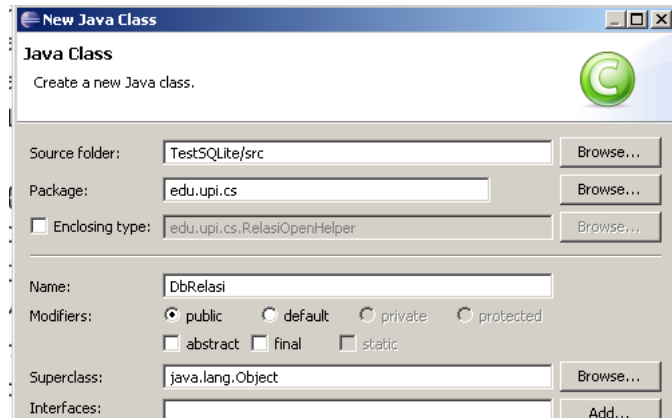 New Java Class
Java Class
Create a new Java class.
C
Source folder: TestSQLite/src Browse...
Package: edu.upi.cs Browse...
Enclosing type: edu.upi.cs.RelasiOpenHelper Browse...
Name: DbRelasi
Modifiers: public default private protected
abstract final static
Superclass: java.lang.Object Browse...
Interfaces: Add...